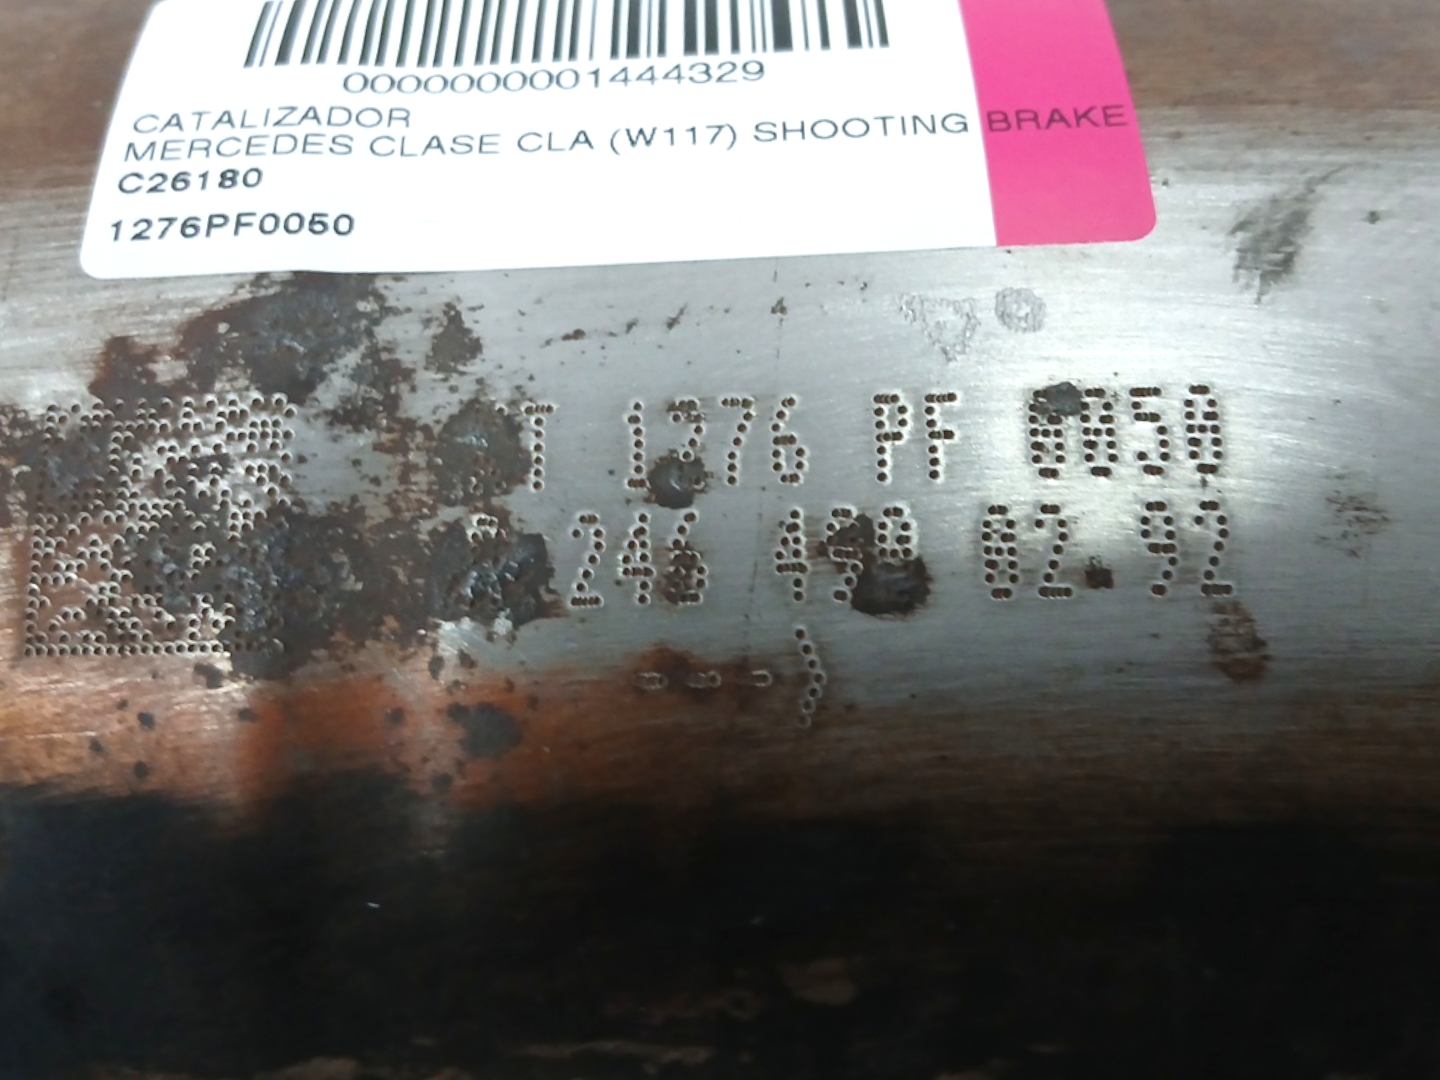 0000000001444329
CATALIZADOR
MERCEDES CLASE CLA (W117) SHOOTING BRAKE
C26180
1276PF0050
T 1276 PF 0050
246 490 02 92
---)